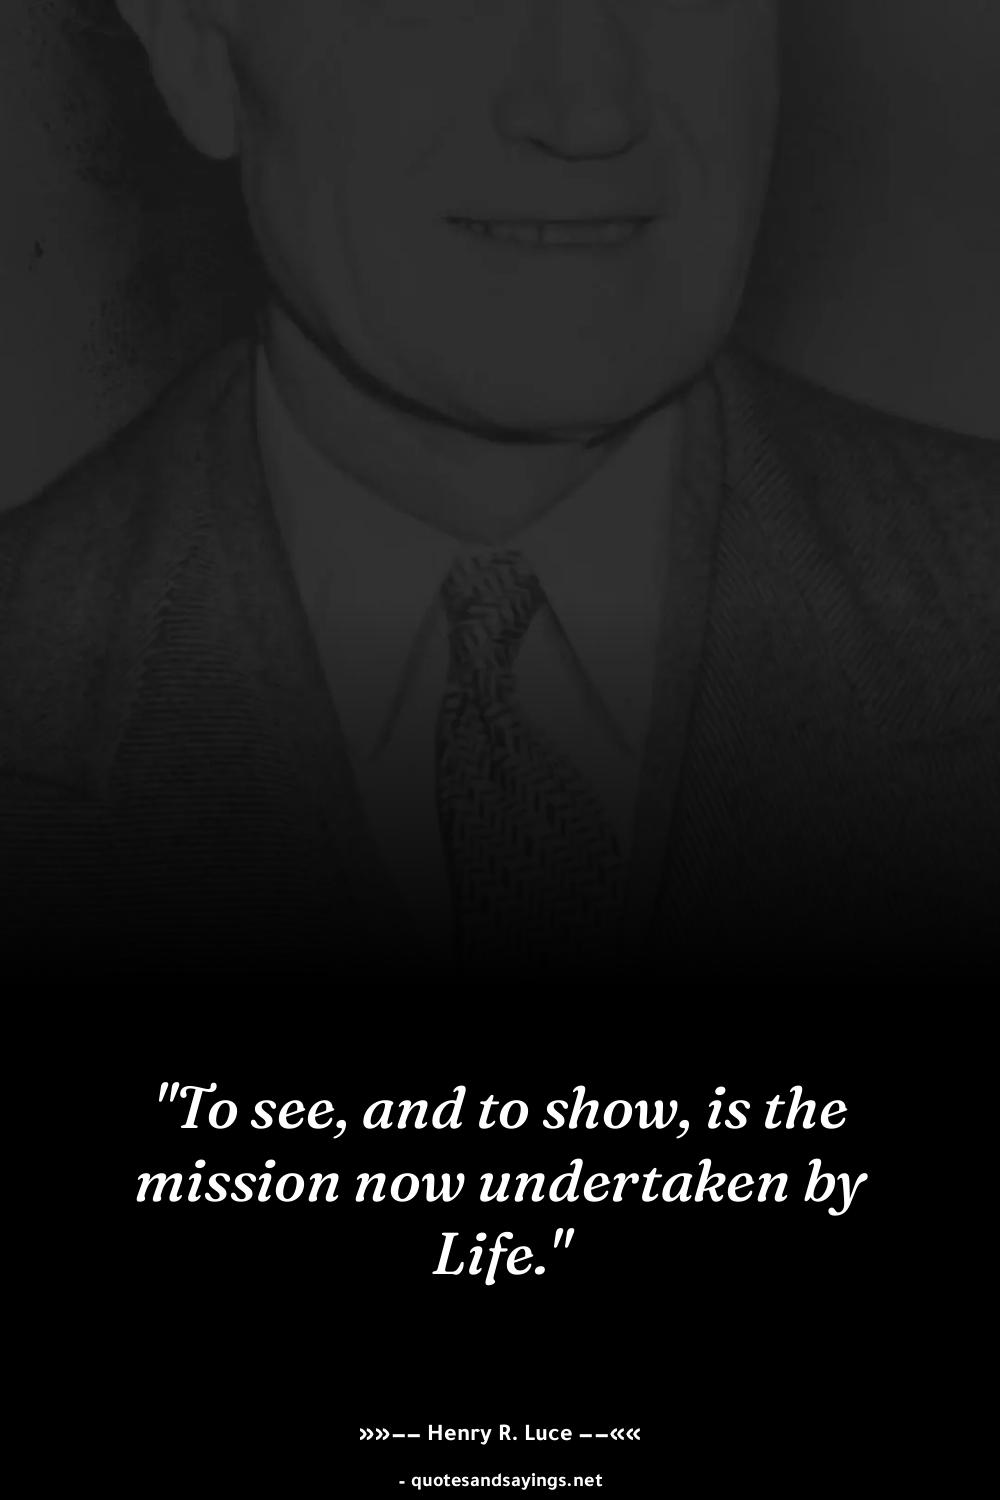 "To see, and to show, is the
mission now undertaken by
Life."
»»−− Henry R. Luce −−««
- quotesandsayings.net